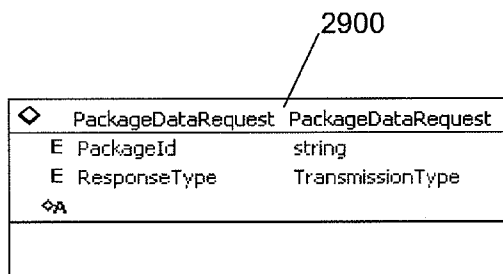 2900
PackageDataRequest PackageDataRequest
E PackageId string
E ResponseType TransmissionType
A